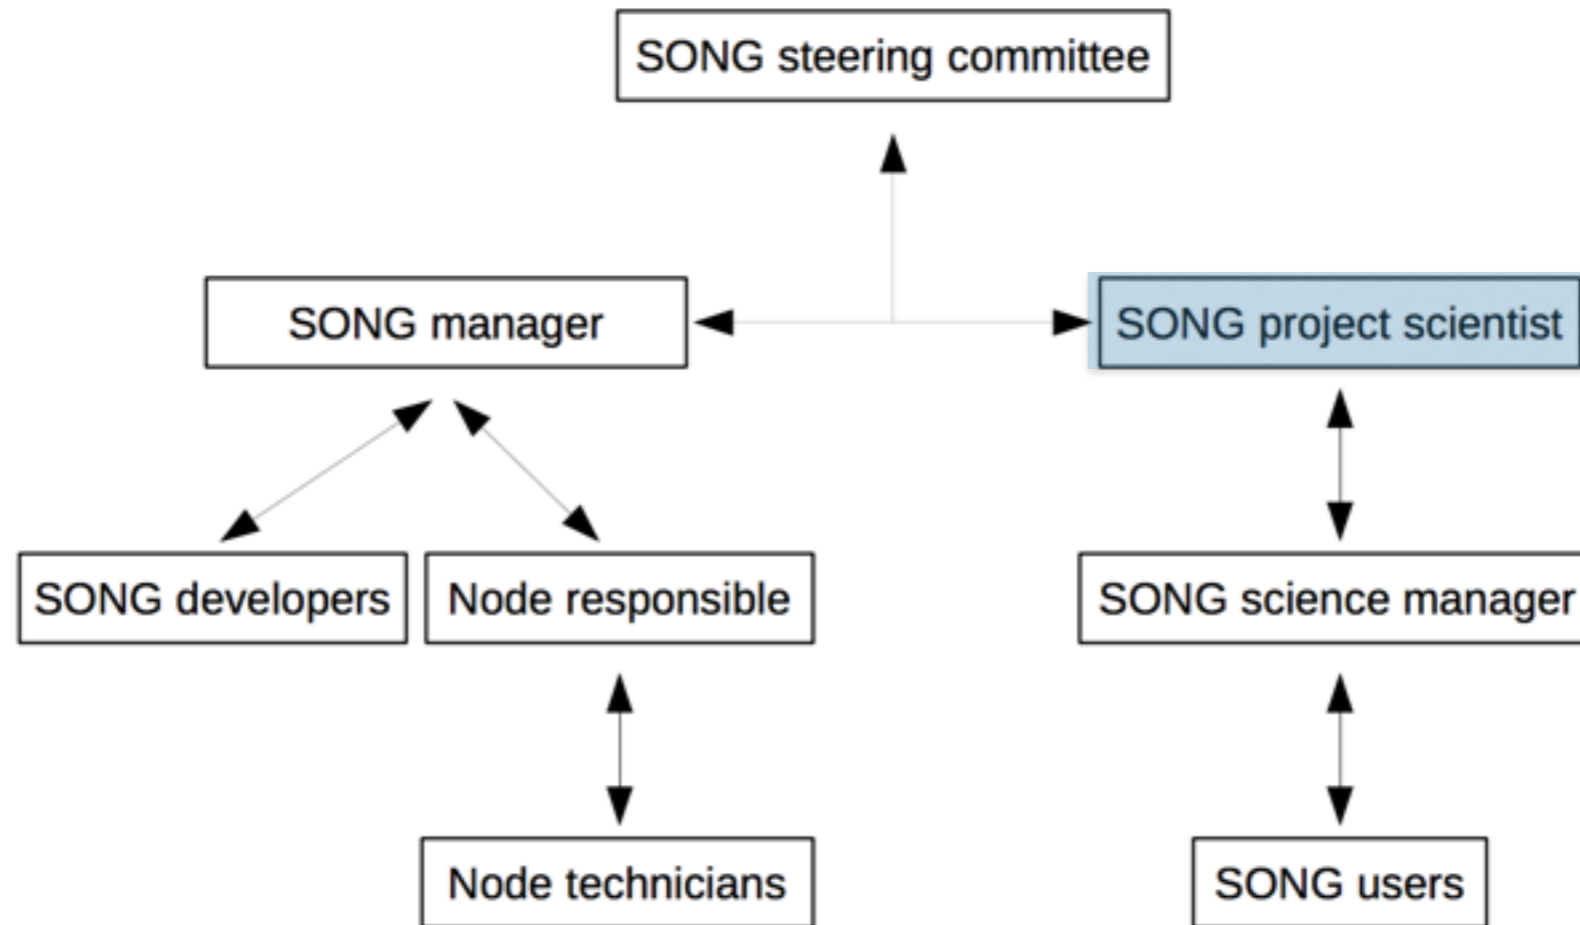 SONG steering committee
SONG manager
SONG project scientist
SONG developers
Node responsible
SONG science manager
Node technicians
SONG users